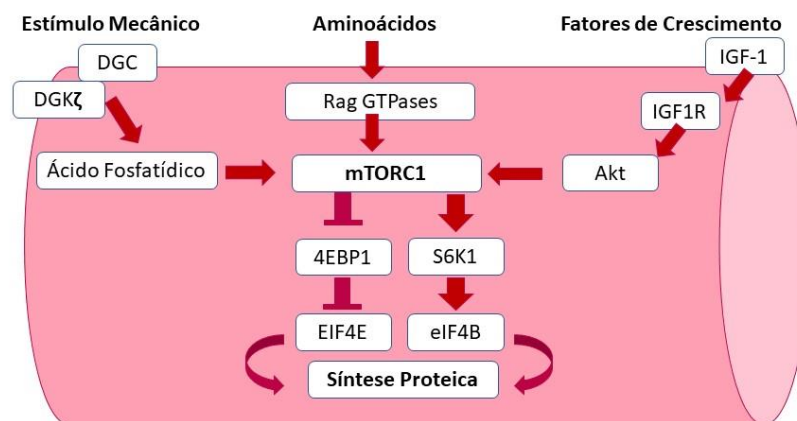 Estímulo Mecânico
Aminoácidos
Fatores de Crescimento
DGC
IGF-1
DGKζ
Rag GTPases
IGF1R
Ácido Fosfatídico
mTORC1
Akt
4EBP1
S6K1
EIF4E
eIF4B
Síntese Proteica